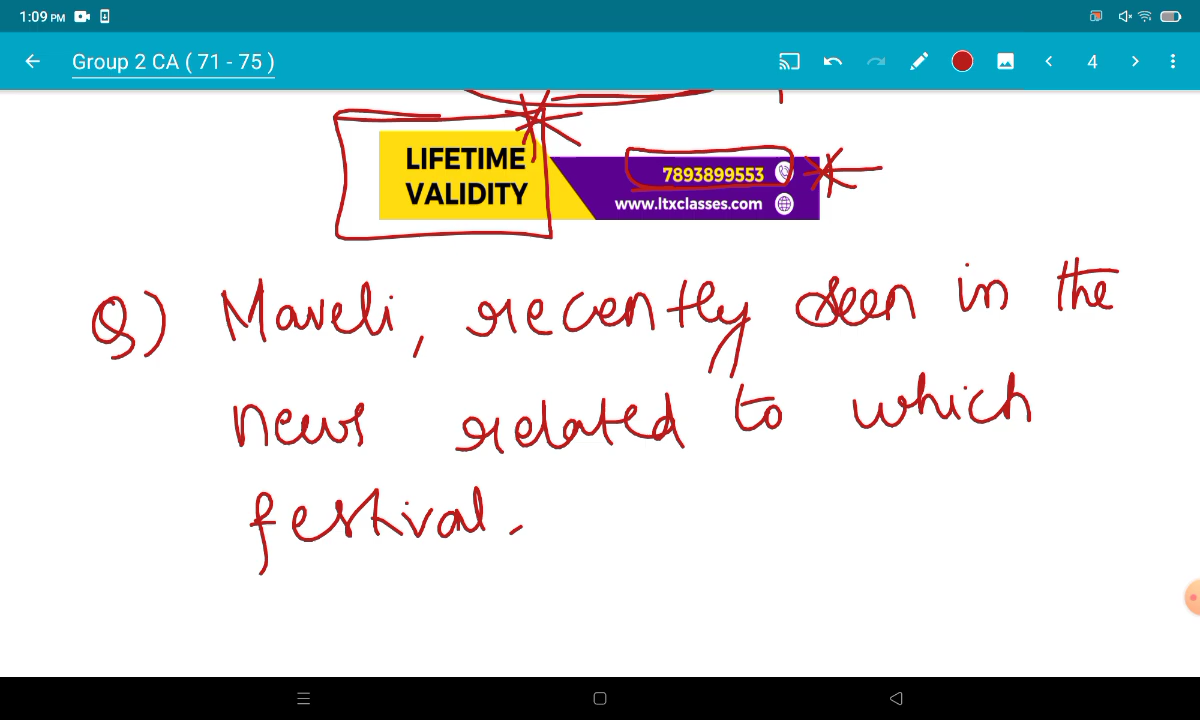 1:09 PM
Group 2 CA ( 71 - 75 )
4
LIFETIME
VALIDITY
7893899553
www.ltxclasses.com
Q) Maveli, recently seen in the
news related to which
festival.